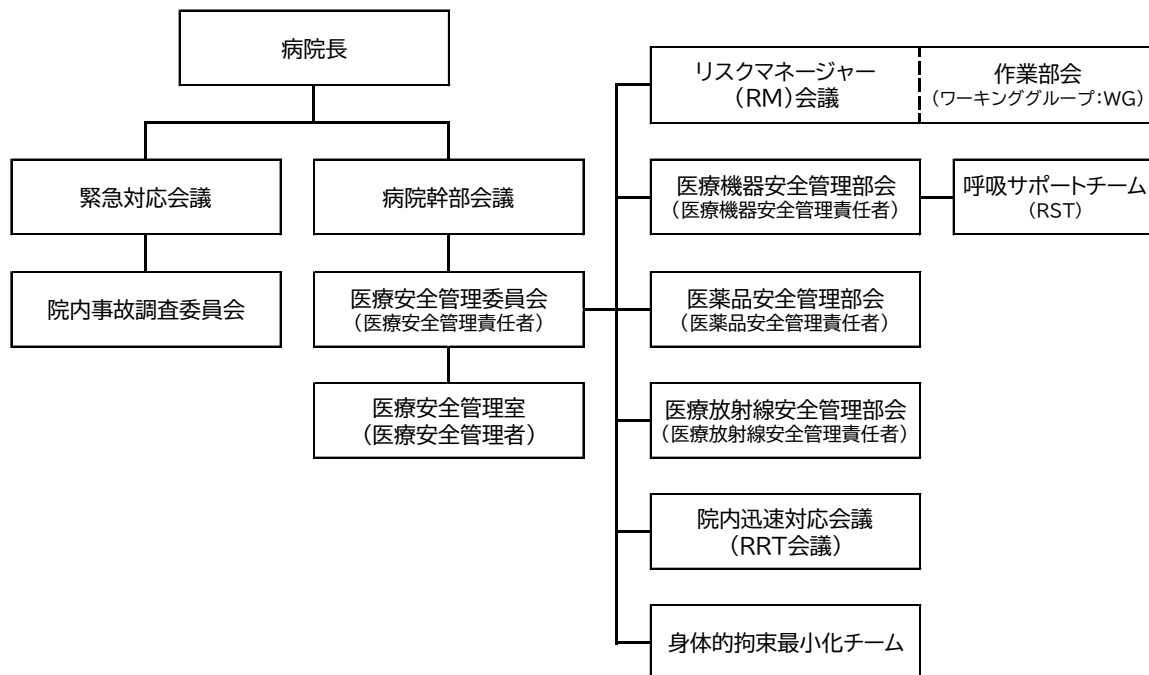 病院長
緊急対応会議
病院幹部会議
院内事故調査委員会
医療安全管理委員会
（医療安全管理責任者）
医療安全管理室
（医療安全管理者）
リスクマネージャー
（RM）会議
作業部会
（ワーキンググループ：WG）
医療機器安全管理部会
（医療機器安全管理責任者）
呼吸サポートチーム
（RST）
医薬品安全管理部会
（医薬品安全管理責任者）
医療放射線安全管理部会
（医療放射線安全管理責任者）
院内迅速対応会議
（RRT会議）
身体的拘束最小化チーム